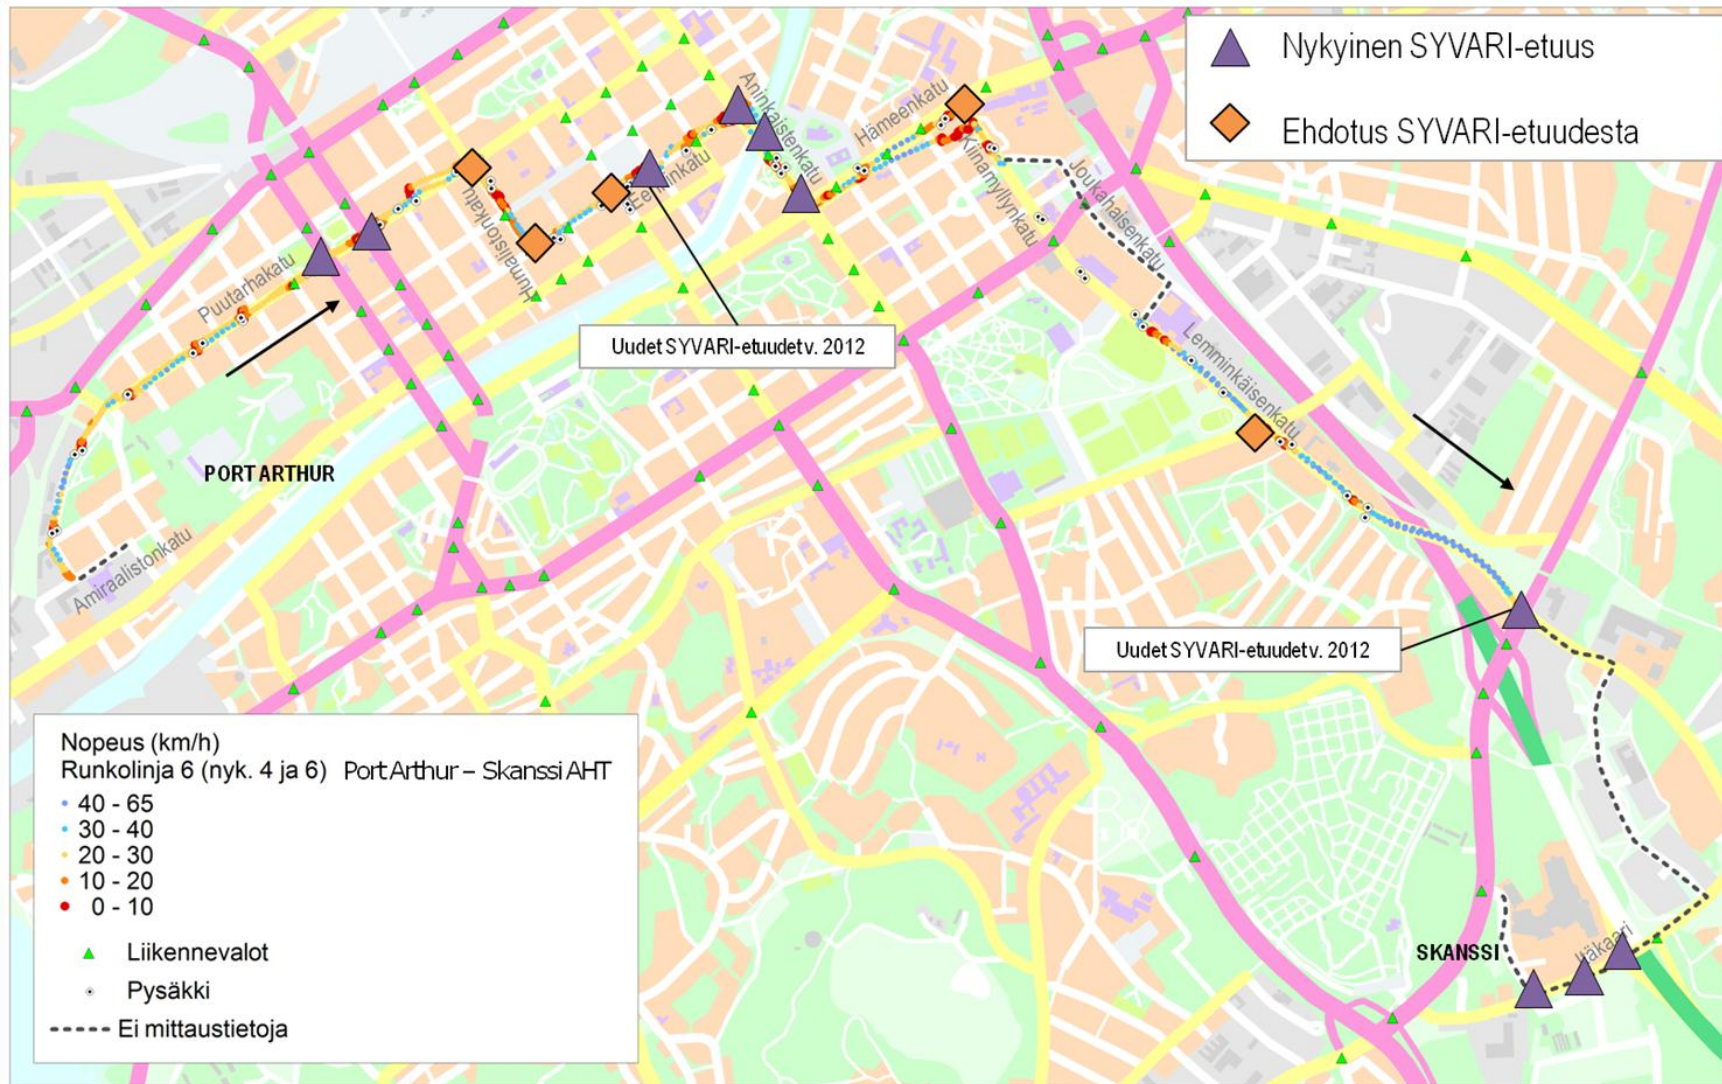 Nykyinen SYVARI-etuus
Ehdotus SYVARI-etuudesta
Aninkaistenkatu
Hämeenkatu
Kiinamyllynkatu
Joukahaisenkatu
Eerikinkatu
Humalistonkatu
Puutarhakatu
Uudet SYVARI-etuudet v. 2012
Lemminkäisenkatu
PORT ARTHUR
Amiraalistonkatu
Uudet SYVARI-etuudet v. 2012
Nopeus (km/h)
Runkolinja 6 (nyk. 4 ja 6) Port Arthur – Skanssi AHT
40 - 65
30 - 40
20 - 30
10 - 20
0 - 10
Liikennevalot
Pysäkki
Ei mittaustietoja
SKANSSI
Itäkaari